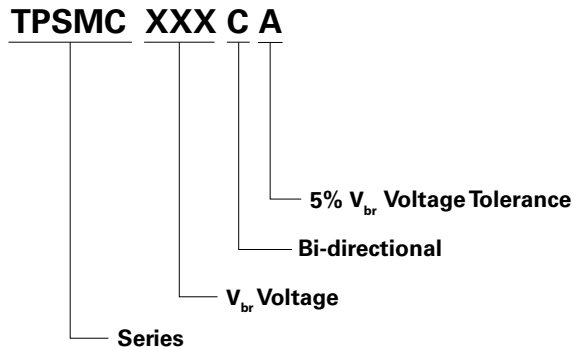 TPSMC XXX C A
5% Vbr Voltage Tolerance
Bi-directional
Vbr Voltage
Series